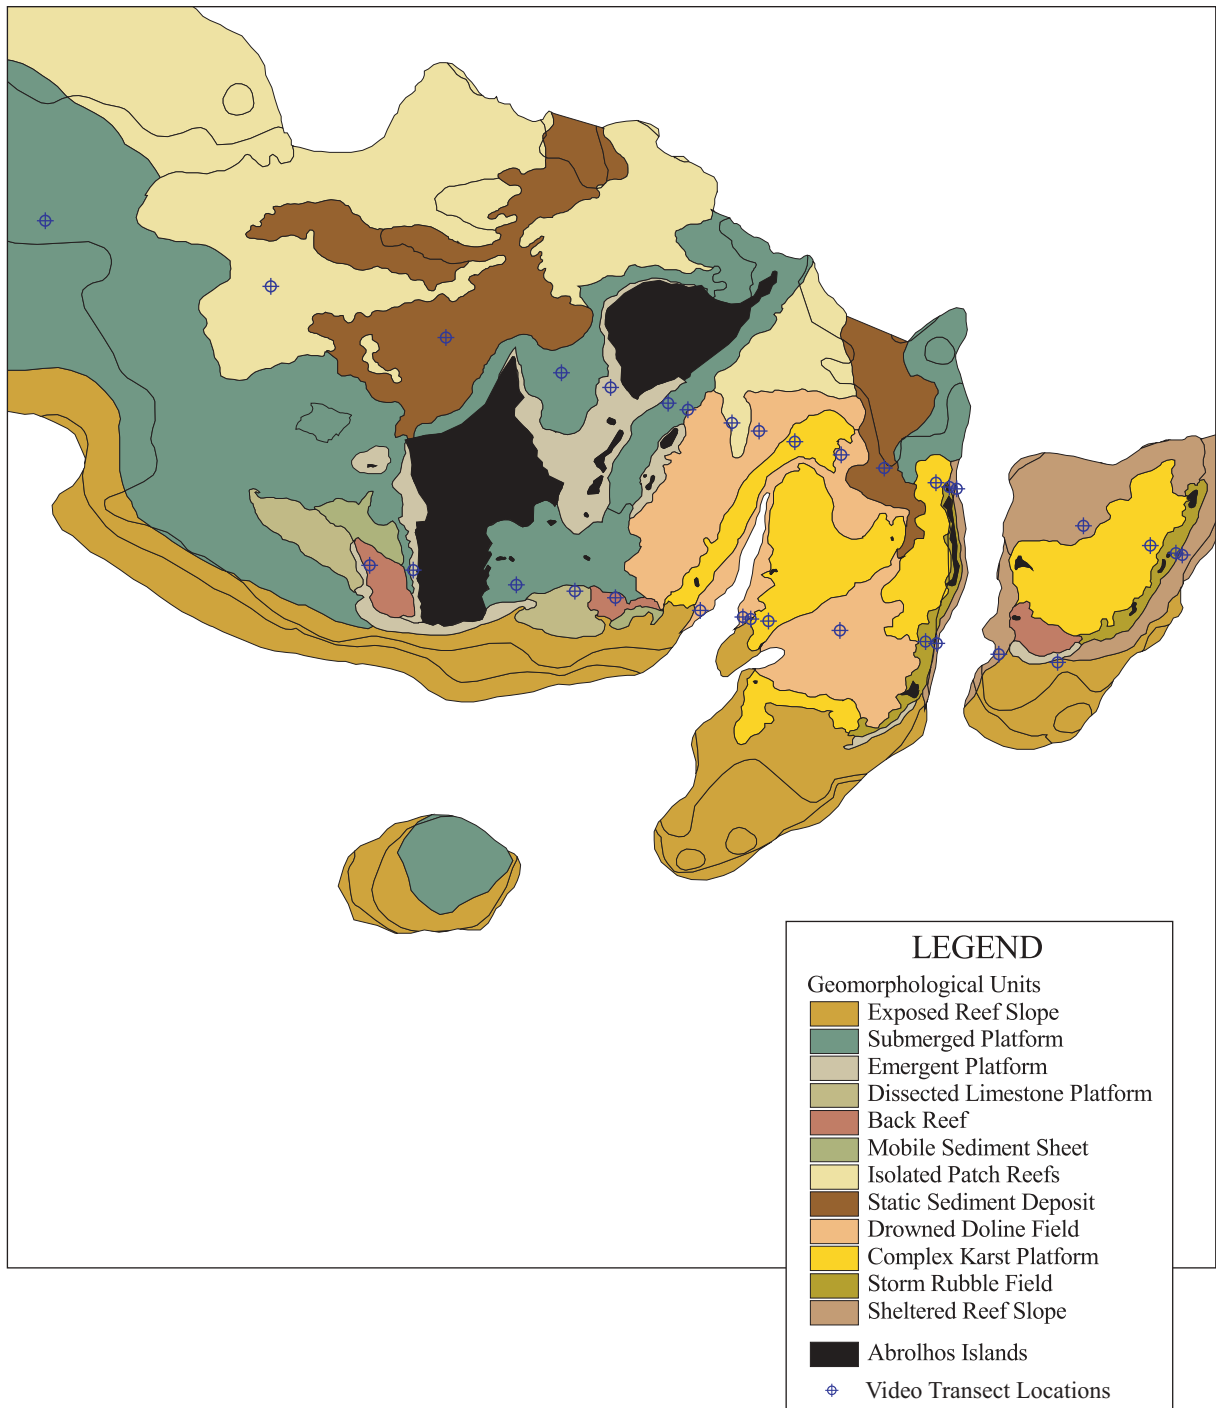 LEGEND
Geomorphological Units
Exposed Reef Slope
Submerged Platform
Emergent Platform
Dissected Limestone Platform
Back Reef
Mobile Sediment Sheet
Isolated Patch Reefs
Static Sediment Deposit
Drowned Doline Field
Complex Karst Platform
Storm Rubble Field
Sheltered Reef Slope
Abrolhos Islands
Video Transect Locations